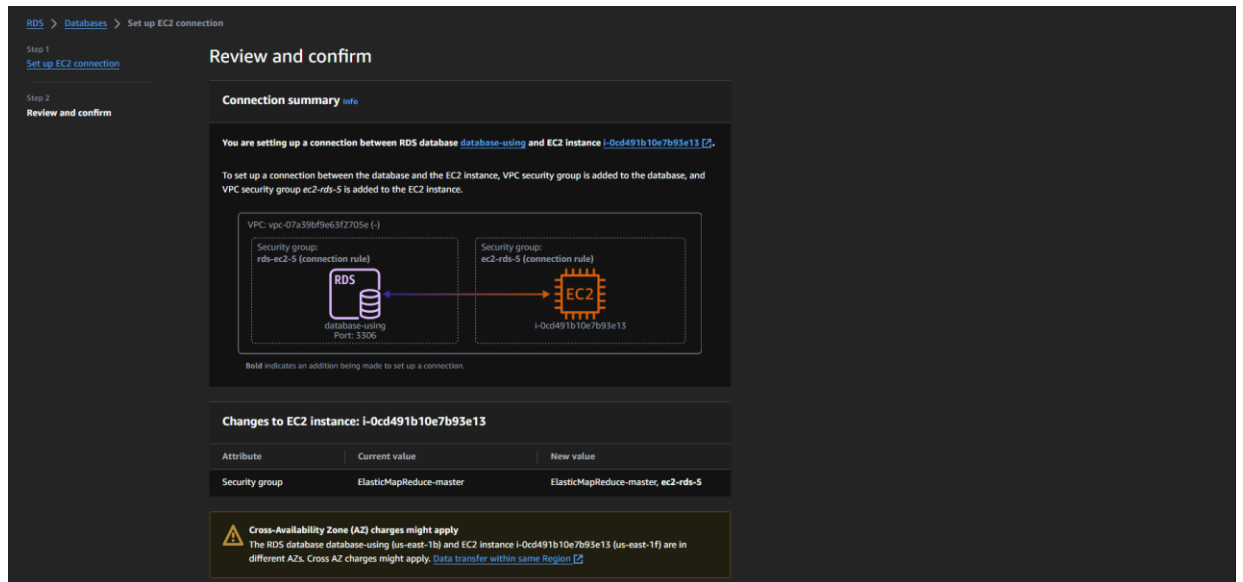 RDS > Databases > Set up EC2 connection
Step 1
Set up EC2 connection
Step 2
Review and confirm
Review and confirm
Connection summary Info
You are setting up a connection between RDS database database-using and EC2 instance i-0cd491b10e7b93e13.
To set up a connection between the database and the EC2 instance, VPC security group is added to the database, and
VPC security group ec2-rds-5 is added to the EC2 instance.
VPC: vpc-07a39bf9e63f2705e (-)
Security group:
rds-ec2-5 (connection rule)
RDS
database-using
Port: 3306
Security group:
ec2-rds-5 (connection rule)
EC2
i-0cd491b10e7b93e13
Bold indicates an addition being made to set up a connection.
Changes to EC2 instance: i-0cd491b10e7b93e13
Attribute Current value New value
Security group ElasticMapReduce-master ElasticMapReduce-master, ec2-rds-5
Cross-Availability Zone (AZ) charges might apply
The RDS database database-using (us-east-1b) and EC2 instance i-0cd491b10e7b93e13 (us-east-1f) are in
different AZs. Cross AZ charges might apply. Data transfer within same Region